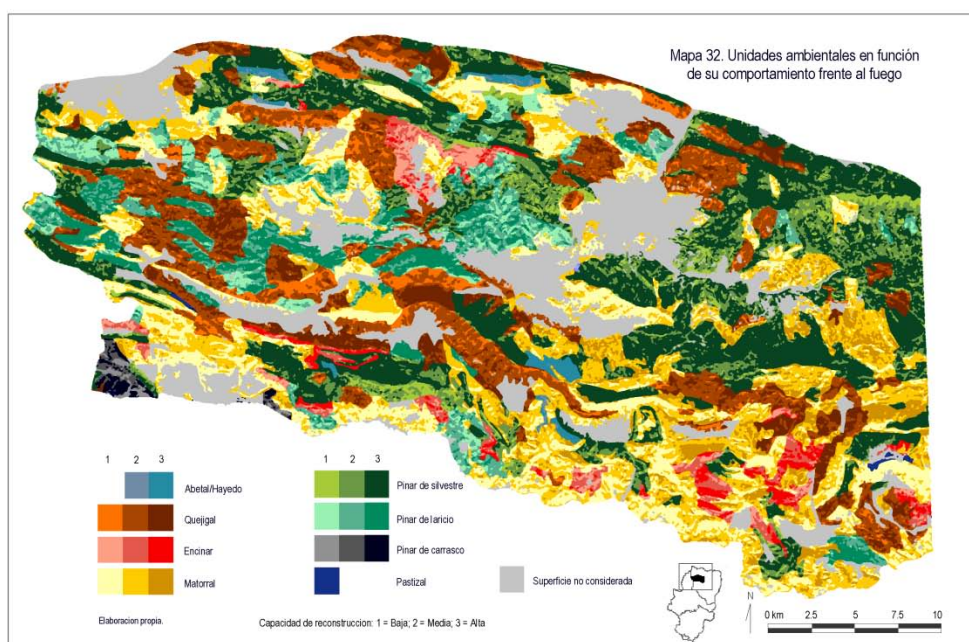 Mapa 32. Unidades ambientales en función
de su comportamiento frente al fuego
1 2 3
Abetal/Hayedo
Quejigal
Encinar
Matorral
1 2 3
Pinar de silvestre
Pinar de laricio
Pinar de carrasco
Pastizal
Superficie no considerada
Elaboracion propia.
Capacidad de reconstruccion: 1 = Baja; 2 = Media; 3 = Alta
N
0 km 2.5 5 7.5 10